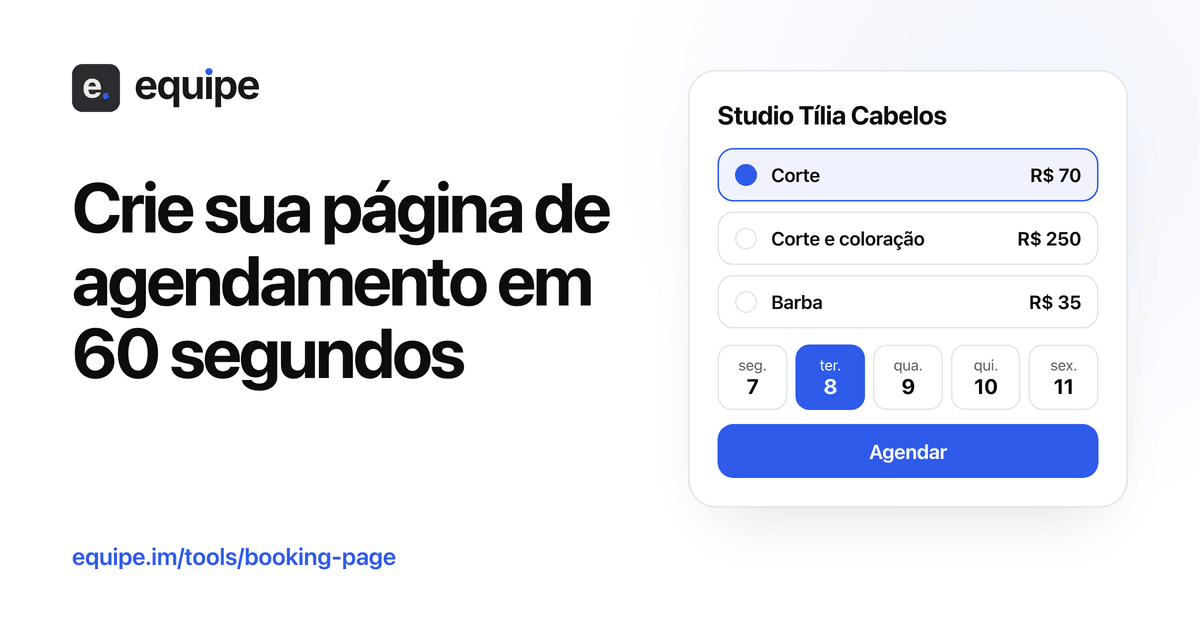 e.
equipe
Crie sua página de
agendamento em
60 segundos
equipe.im/tools/booking-page
Studio Tília Cabelos
Corte R$ 70
Corte e coloração R$ 250
Barba R$ 35
seg. ter. qua. qui. sex.
7 8 9 10 11
Agendar